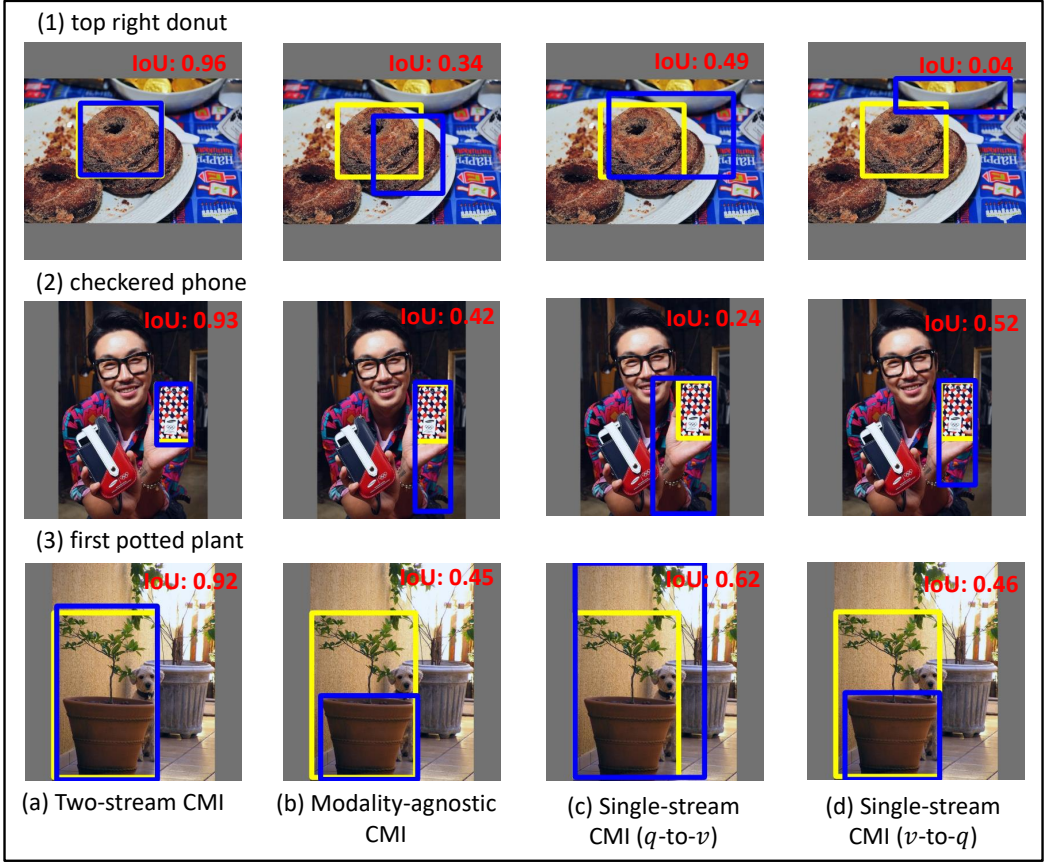 (1) top right donut
IoU: 0.96
IoU: 0.34
IoU: 0.49
IoU: 0.04
(2) checkered phone
IoU: 0.93
IoU: 0.42
IoU: 0.24
IoU: 0.52
(3) first potted plant
IoU: 0.92
IoU: 0.45
IoU: 0.62
IoU: 0.46
(a) Two-stream CMI
(b) Modality-agnostic
CMI
(c) Single-stream
CMI (q-to-v)
(d) Single-stream
CMI (v-to-q)